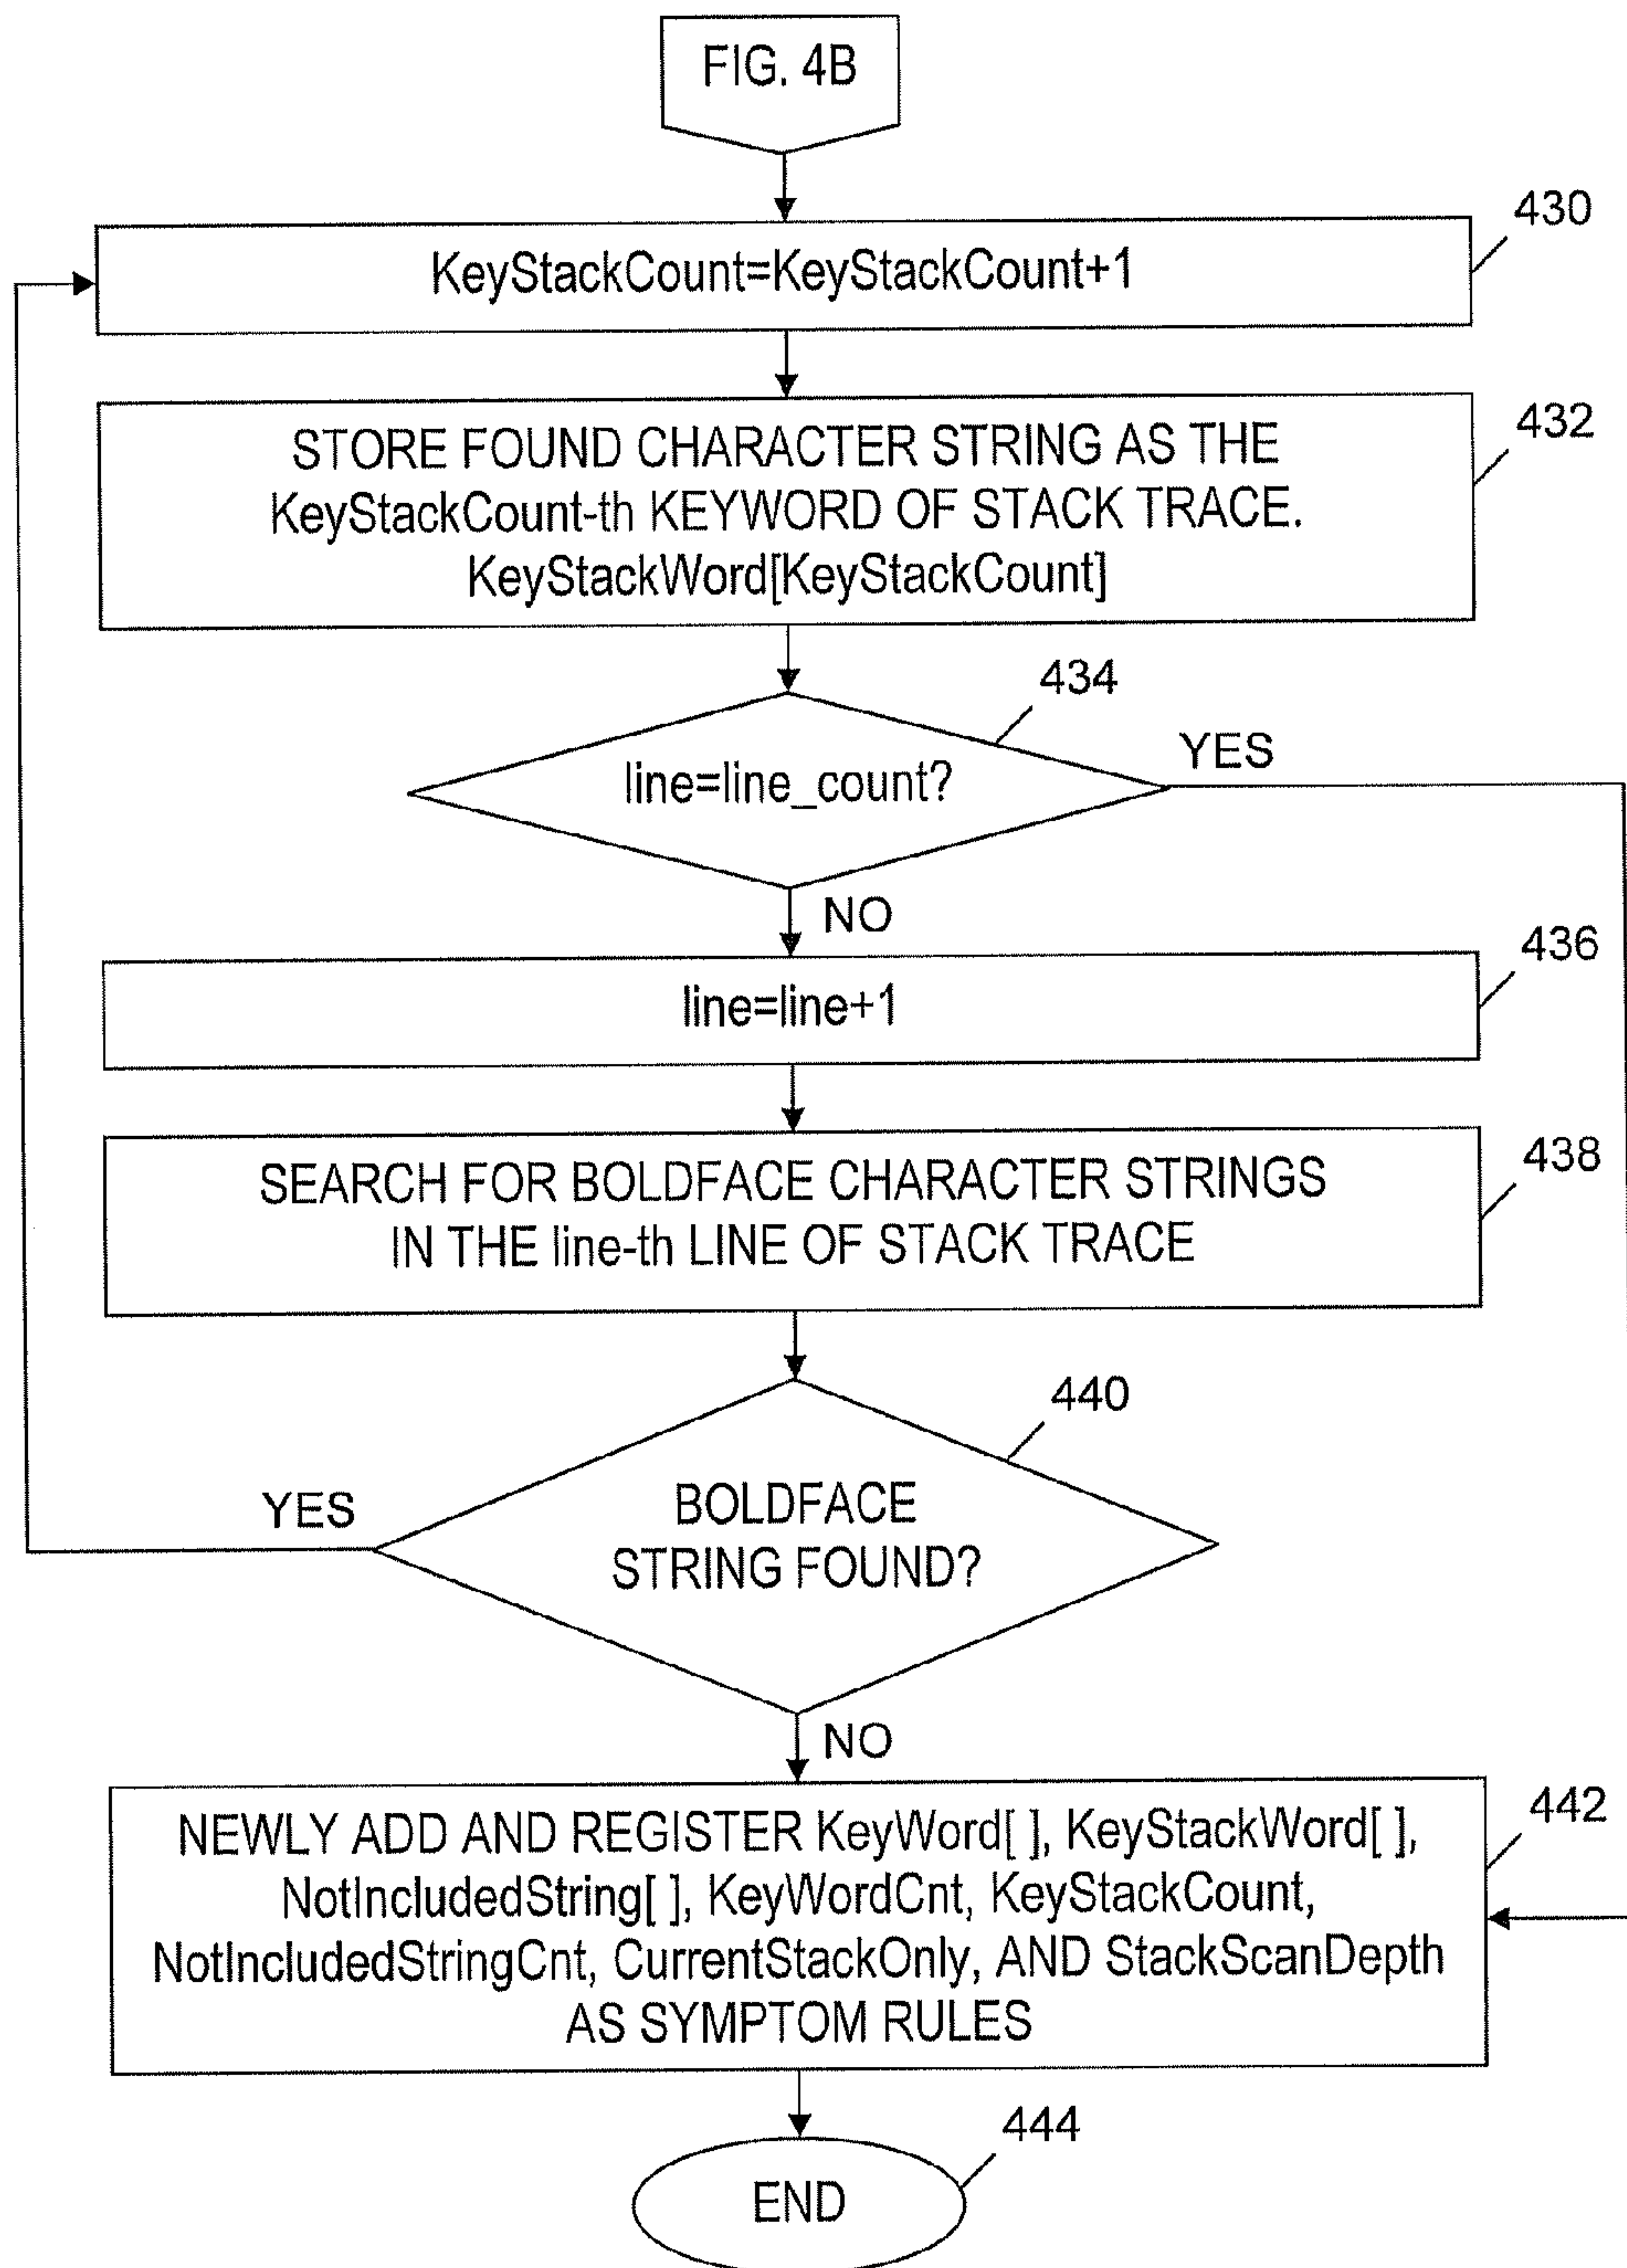 FIG. 4B
430
KeyStackCount=KeyStackCount+1
432
STORE FOUND CHARACTER STRING AS THE
KeyStackCount-th KEYWORD OF STACK TRACE.
KeyStackWord[KeyStackCount]
434
line=line_count?
YES
NO
436
line=line+1
438
SEARCH FOR BOLDFACE CHARACTER STRINGS
IN THE line-th LINE OF STACK TRACE
440
BOLDFACE
STRING FOUND?
YES
NO
442
NEWLY ADD AND REGISTER KeyWord[ ], KeyStackWord[ ],
NotIncludedString[ ], KeyWordCnt, KeyStackCount,
NotIncludedStringCnt, CurrentStackOnly, AND StackScanDepth
AS SYMPTOM RULES
444
END